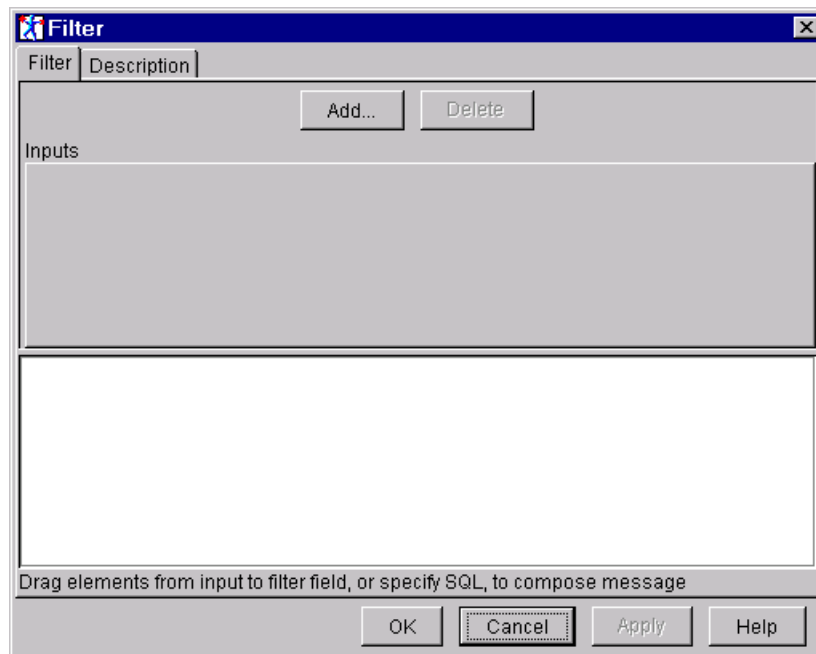 Filter
Filter Description
Add... Delete
Inputs
Drag elements from input to filter field, or specify SQL, to compose message
OK Cancel Apply Help